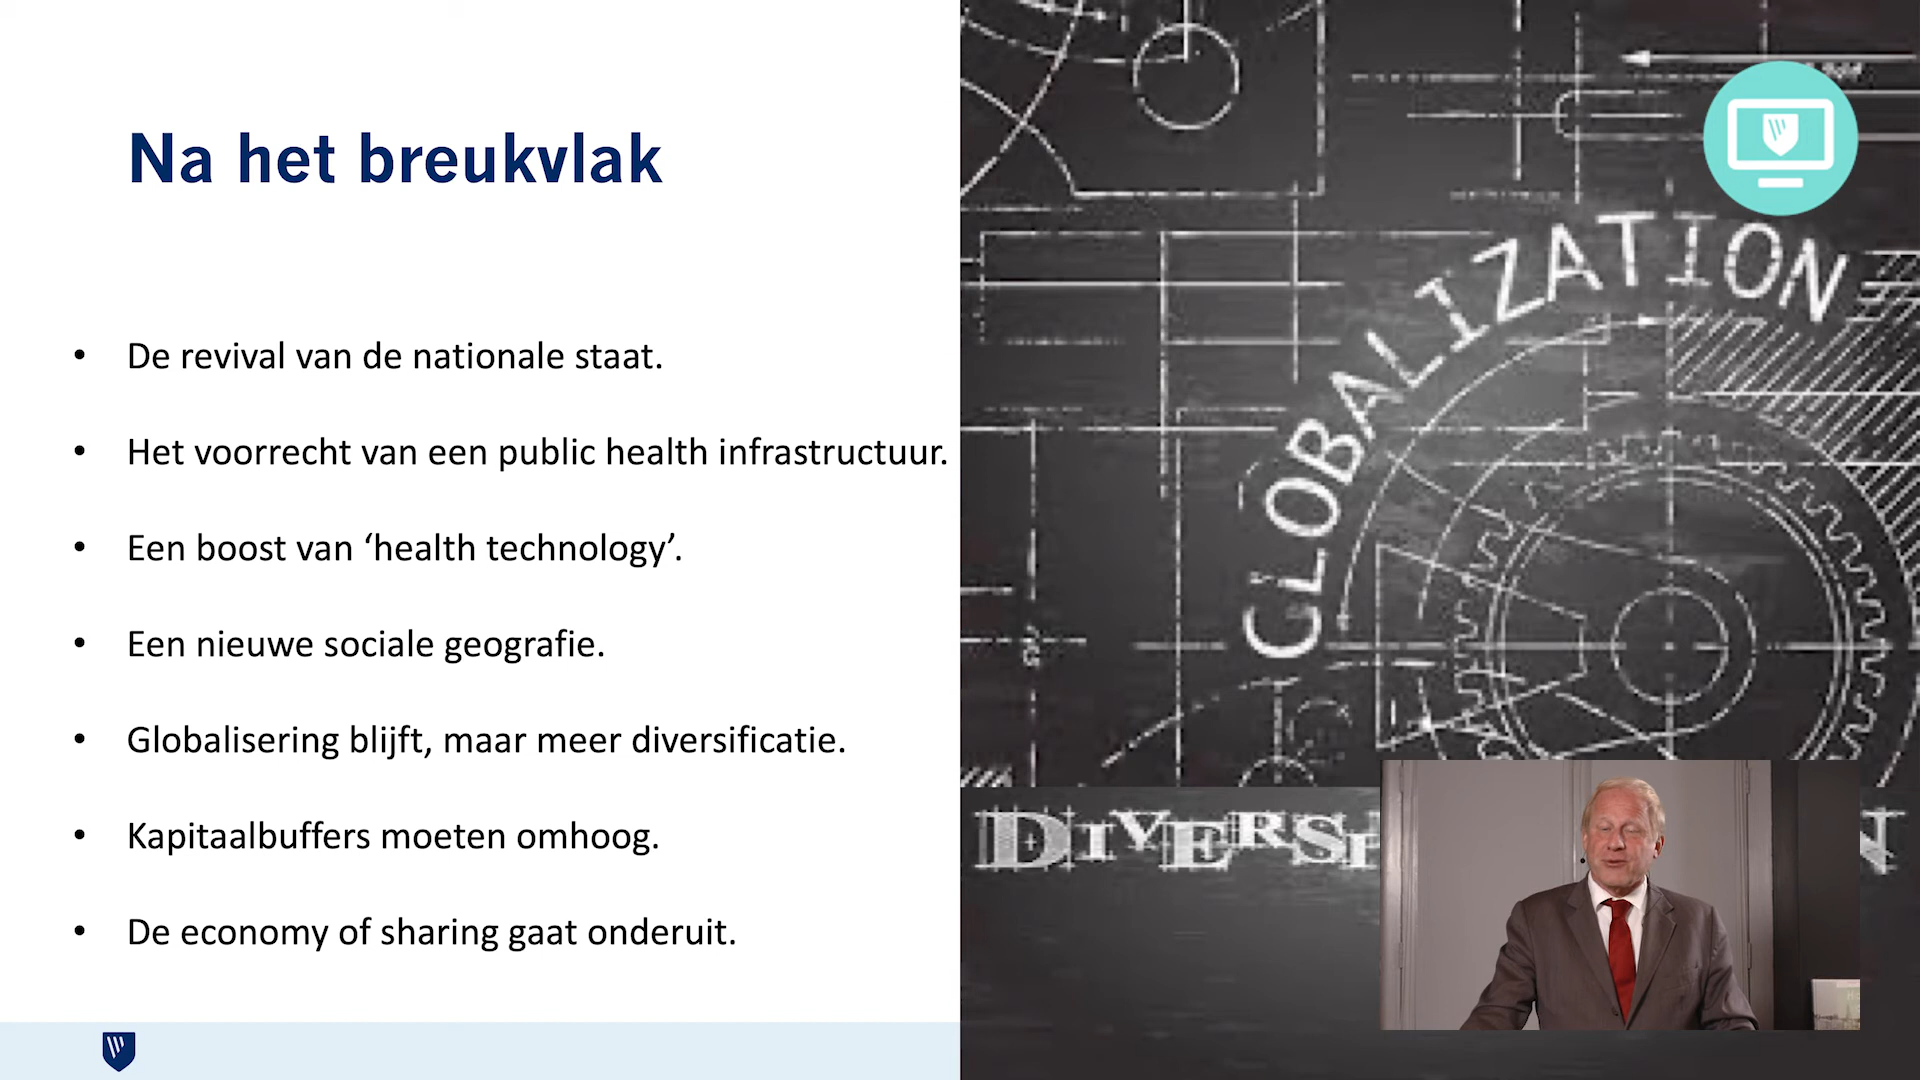 Na het breukvlak
• De revival van de nationale staat.
• Het voorrecht van een public health infrastructuur.
• Een boost van ‘health technology’.
• Een nieuwe sociale geografie.
• Globalisering blijft, maar meer diversificatie.
• Kapitaalbuffers moeten omhoog.
• De economy of sharing gaat onderuit.
GLOBALIZATION